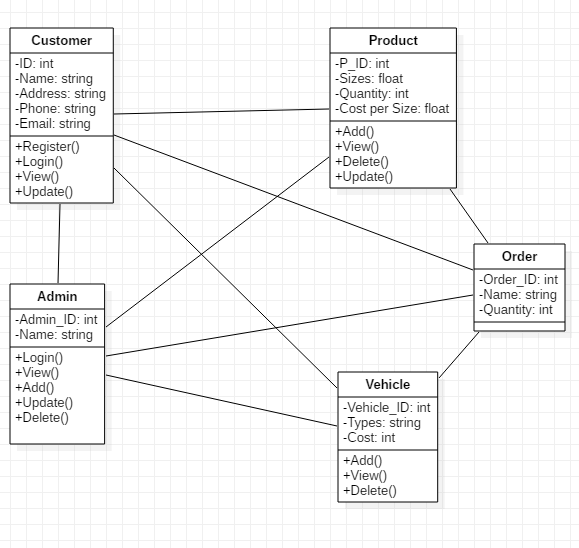 Customer
-ID: int
-Name: string
-Address: string
-Phone: string
-Email: string
+Register()
+Login()
+View()
+Update()
Product
-P_ID: int
-Sizes: float
-Quantity: int
-Cost per Size: float
+Add()
+View()
+Delete()
+Update()
Order
-Order_ID: int
-Name: string
-Quantity: int
Admin
-Admin_ID: int
-Name: string
+Login()
+View()
+Add()
+Update()
+Delete()
Vehicle
-Vehicle_ID: int
-Types: string
-Cost: int
+Add()
+View()
+Delete()